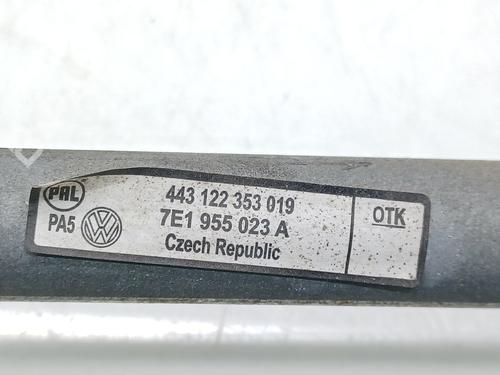 PAL
443 122 353 019
OTK
PA5
7E1 955 023 A
Czech Republic